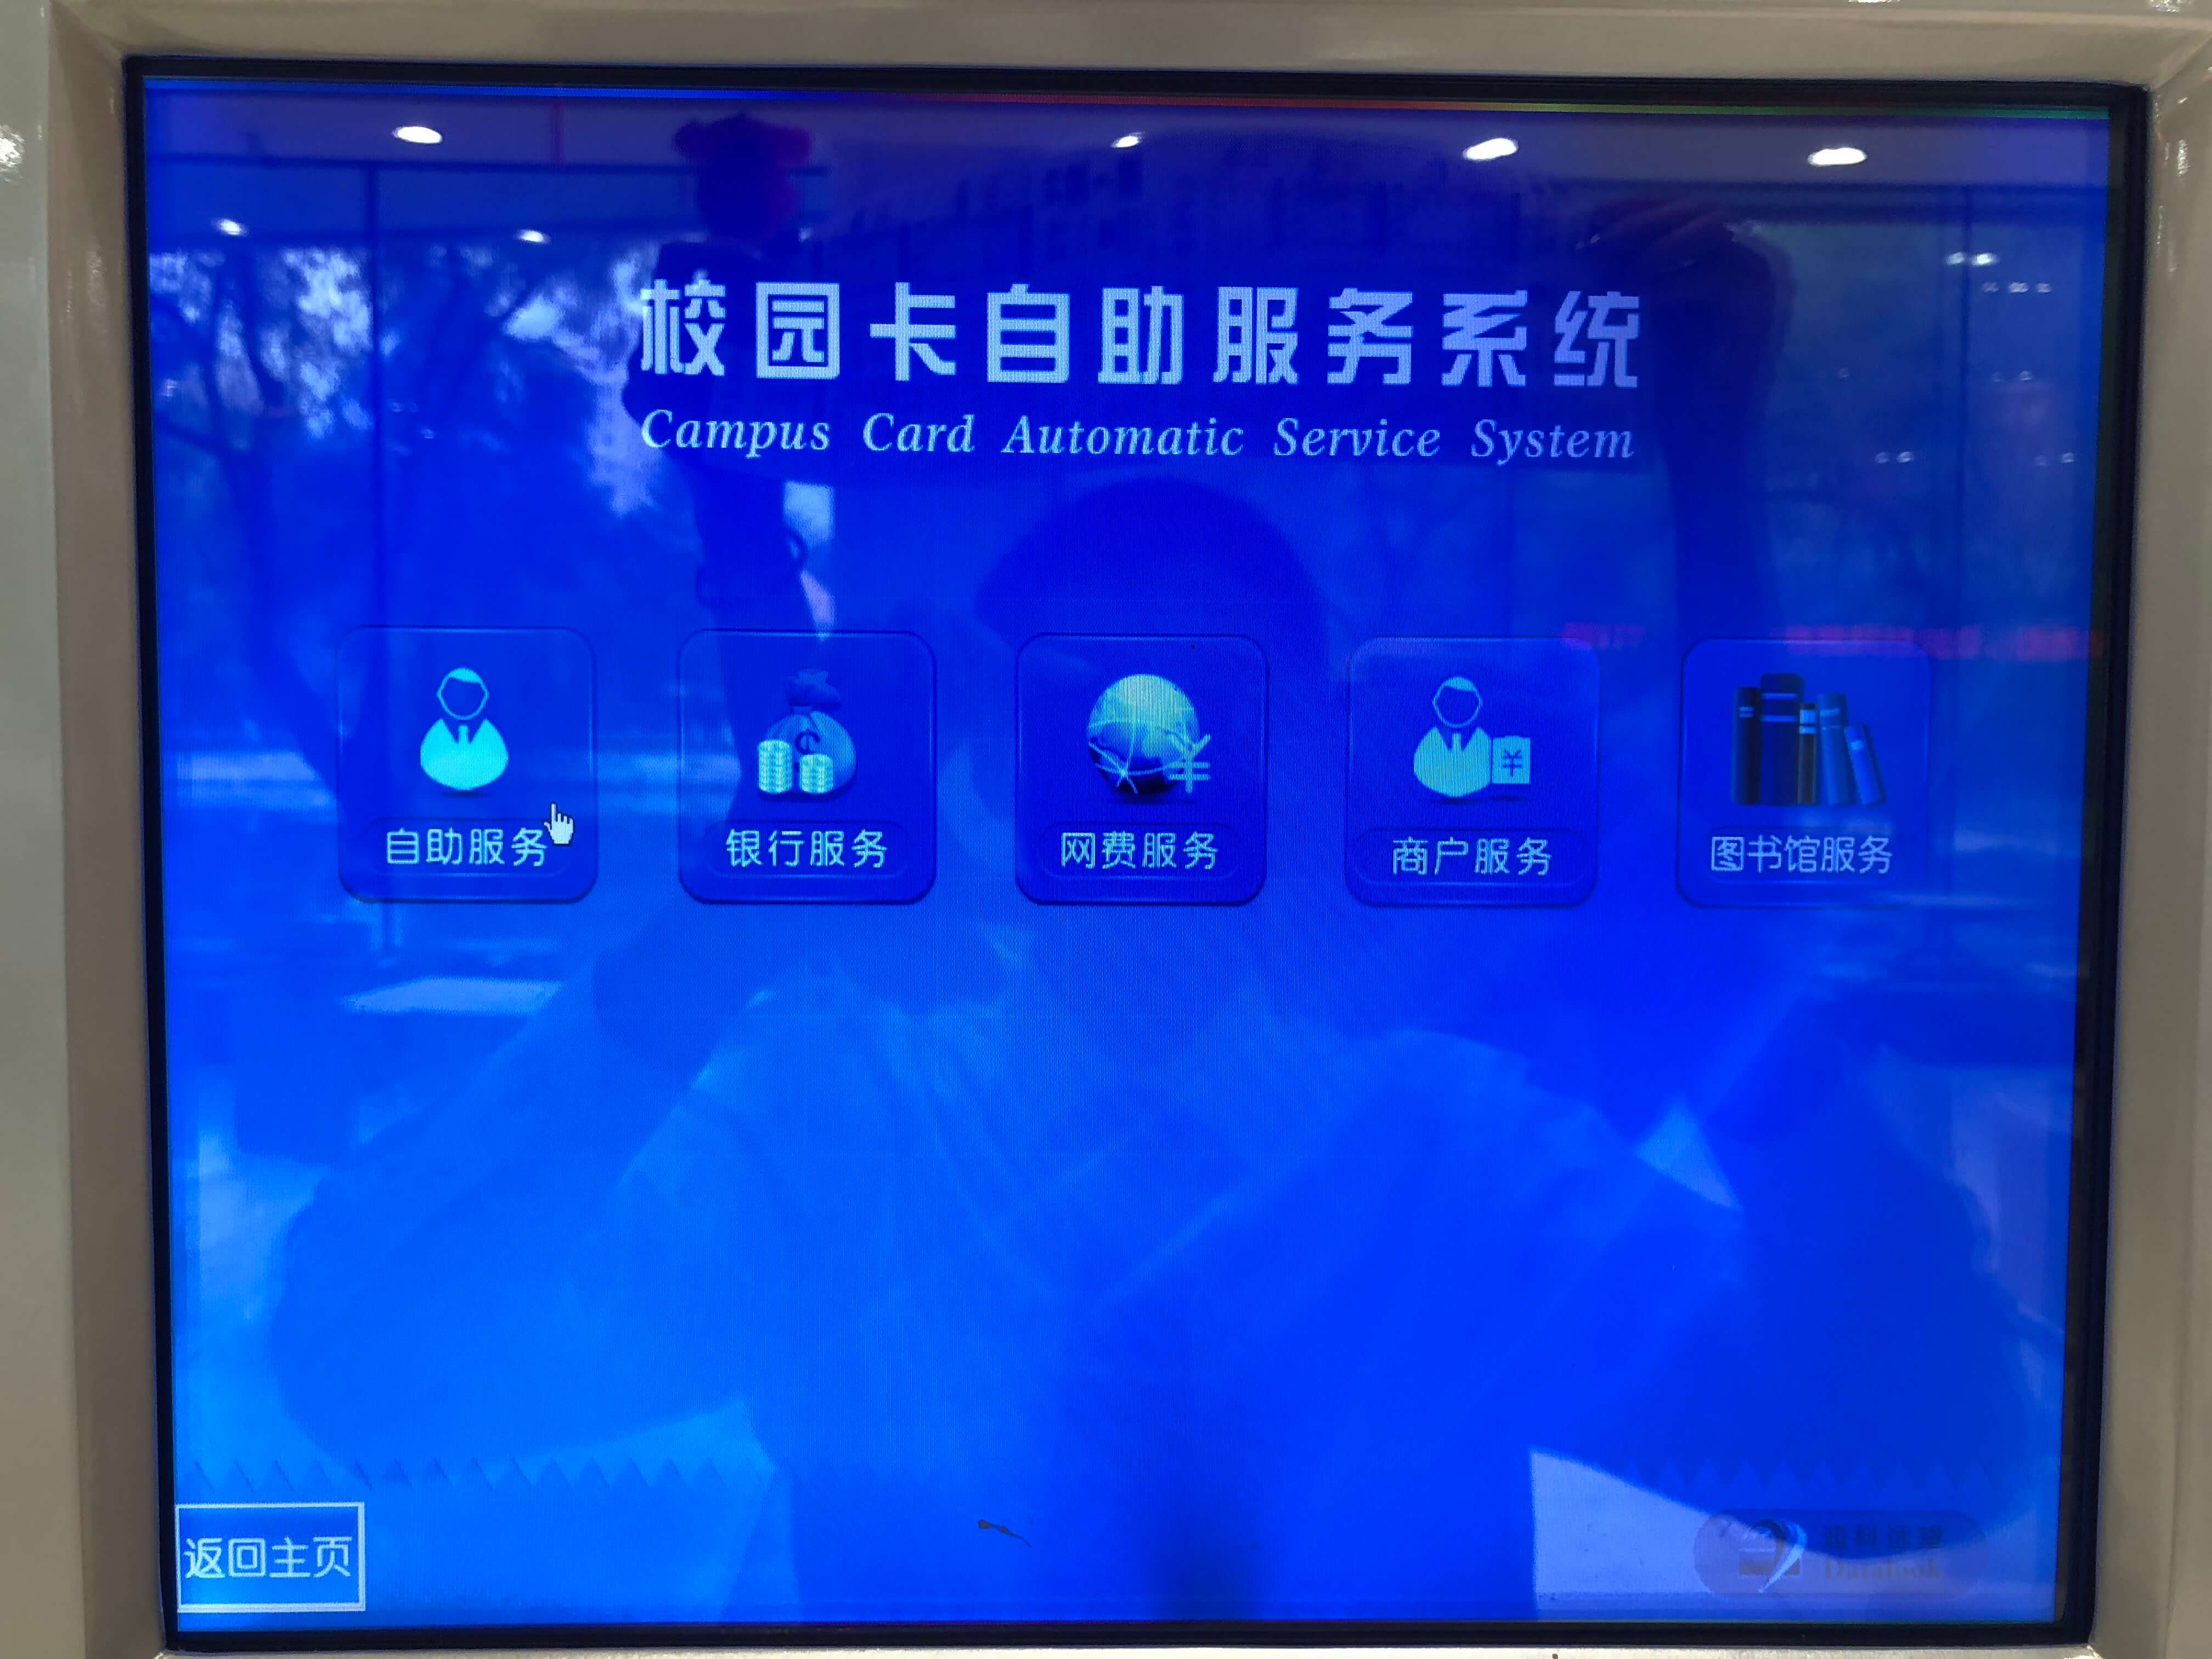 校园卡自助服务系统
Campus Card Automatic Service System
自助服务
银行服务
网费服务
商户服务
图书馆服务
返回主页
Datalook